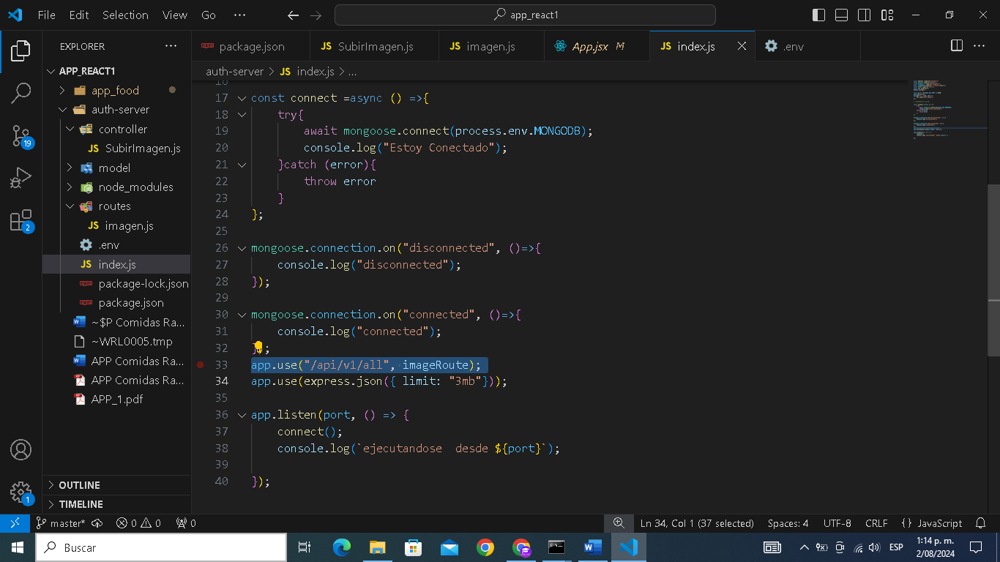 File Edit Selection View Go ··· app_react1
EXPLORER ···
package.json JS SubirImagen.js JS imagen.js App.jsx M JS index.js .env ···
auth-server > JS index.js > ...
APP_REACT1
app_food
auth-server
controller
JS SubirImagen.js
model
node_modules
routes
JS imagen.js
.env
JS index.js
package-lock.json
package.json
~$P Comidas Ra...
~WRL0005.tmp
APP Comidas Ra...
APP Comidas Ra...
APP_1.pdf
OUTLINE
TIMELINE
19
2
1
16
17 const connect =async () =>{
18 try{
19 await mongoose.connect(process.env.MONGODB);
20 console.log("Estoy Conectado");
21 }catch (error){
22 throw error
23 }
24 };
25
26 mongoose.connection.on("disconnected", ()=>{
27 console.log("disconnected");
28 });
29
30 mongoose.connection.on("connected", ()=>{
31 console.log("connected");
32 });
33 app.use("/api/v1/all", imageRoute);
34 app.use(express.json({ limit: "3mb"}));
35
36 app.listen(port, () => {
37 connect();
38 console.log(`ejecutandose  desde ${port}`);
39
40 });
master* 0 0 0 Ln 34, Col 1 (37 selected) Spaces: 4 UTF-8 CRLF {} JavaScript
Buscar ESP 1:14 p. m.
2/08/2024